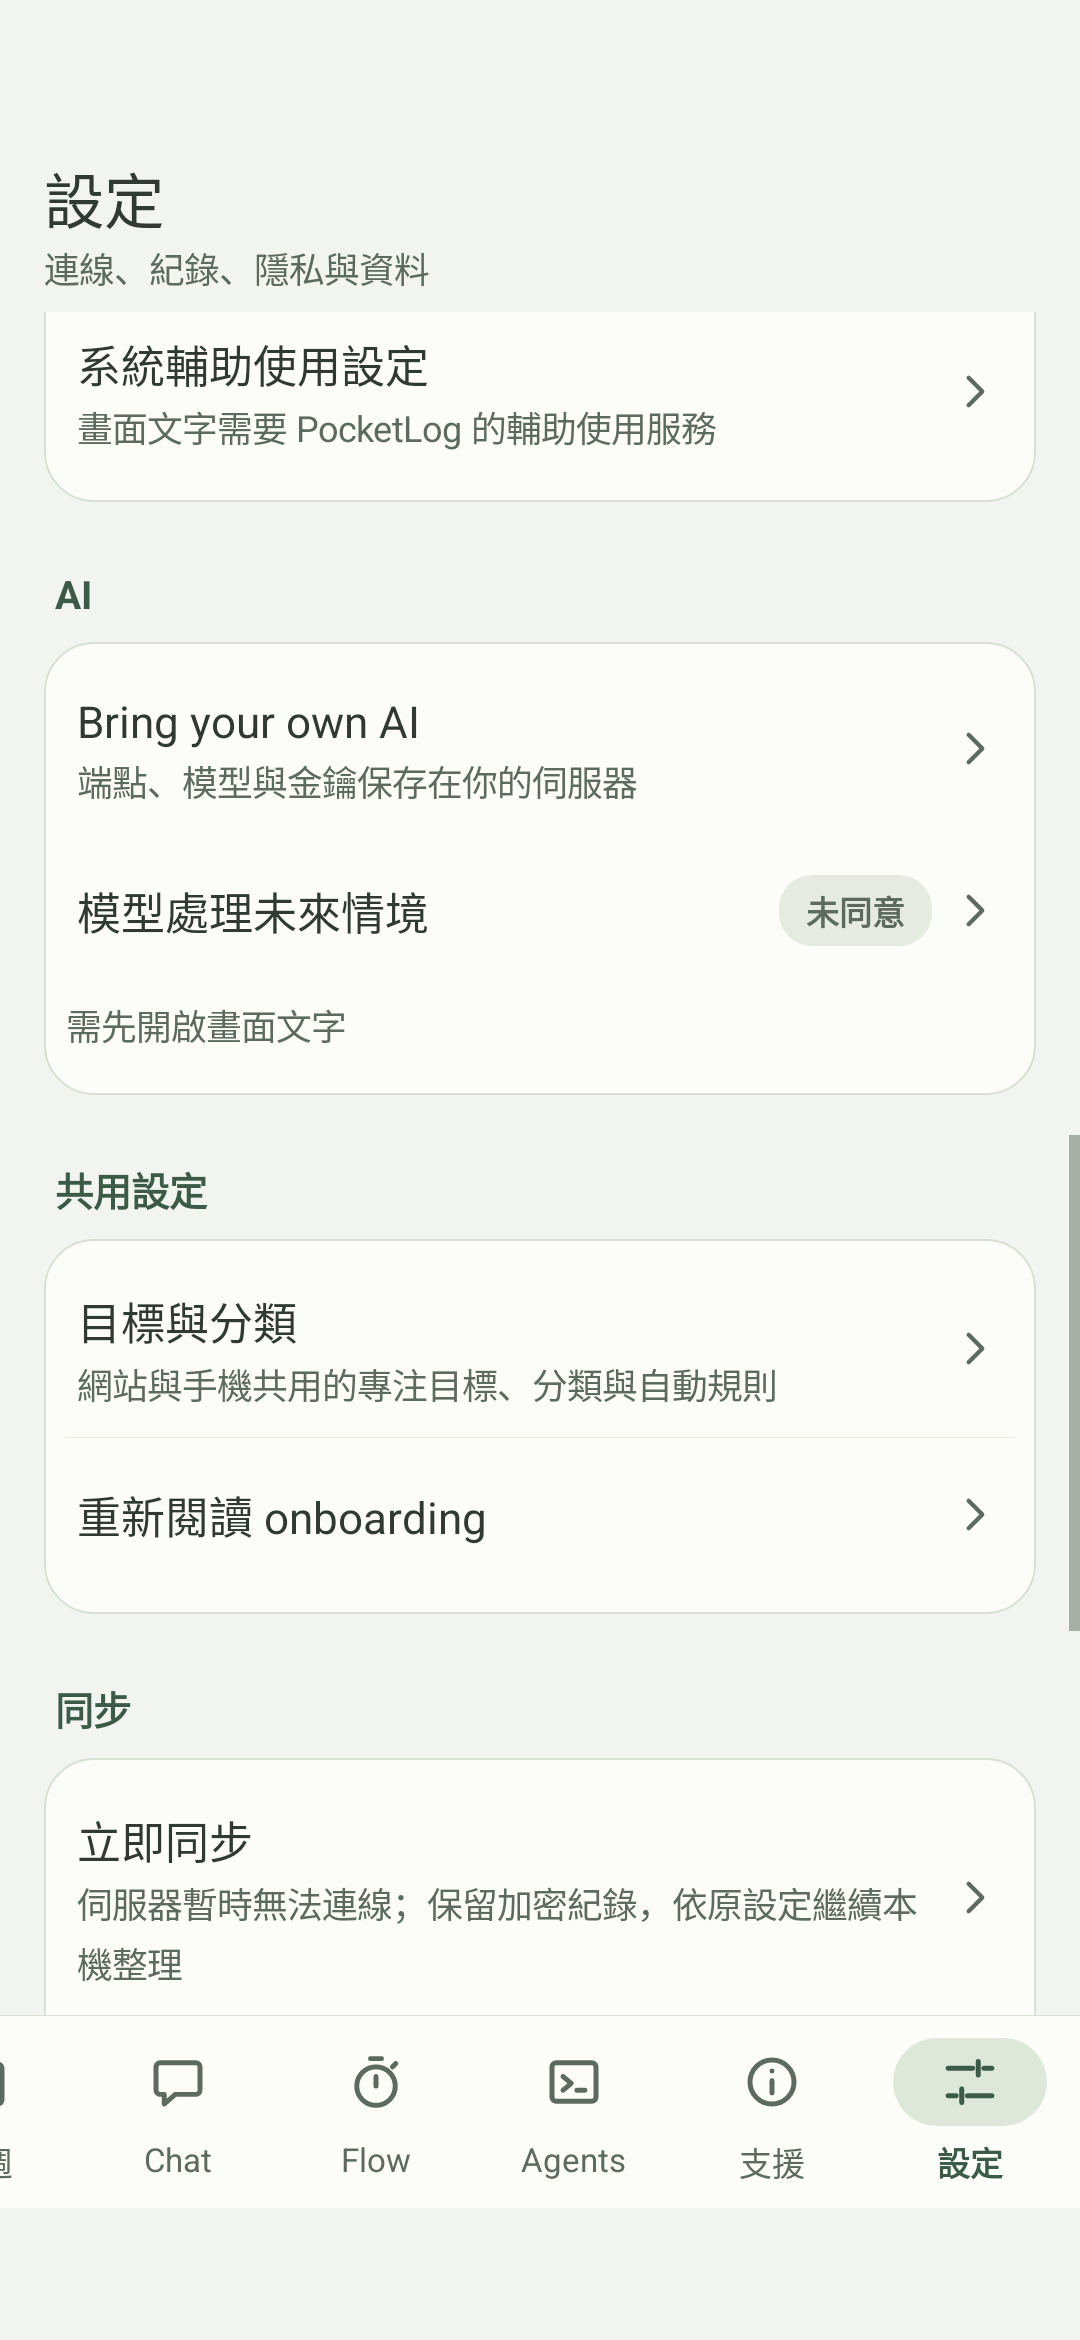 設定
連線、紀錄、隱私與資料
系統輔助使用設定
畫面文字需要 PocketLog 的輔助使用服務
AI
Bring your own AI
端點、模型與金鑰保存在你的伺服器
模型處理未來情境
未同意
需先開啟畫面文字
共用設定
目標與分類
網站與手機共用的專注目標、分類與自動規則
重新閱讀 onboarding
同步
立即同步
伺服器暫時無法連線；保留加密紀錄，依原設定繼續本
機整理
Chat
Flow
Agents
支援
設定